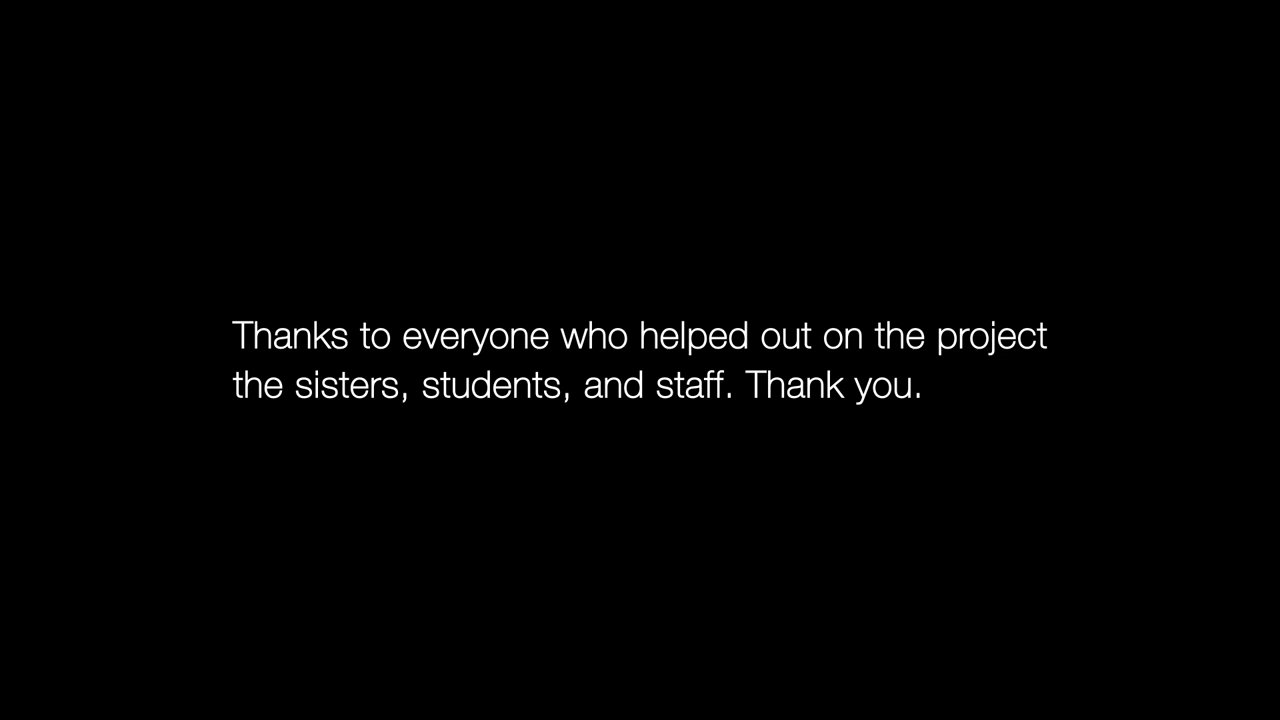 Thanks to everyone who helped out on the project
the sisters, students, and staff. Thank you.